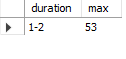 duration max
1-2 53